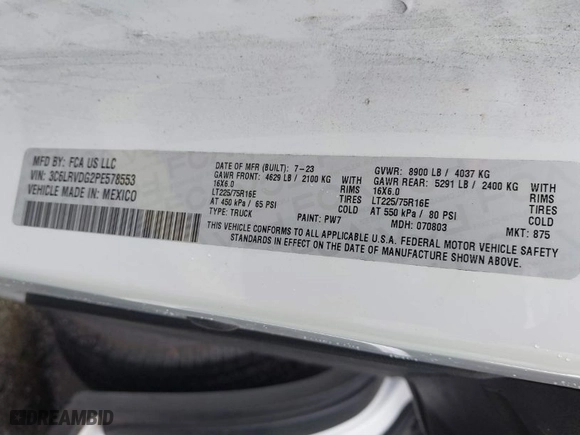 MFD BY: FCA US LLC
VIN: 3C6LRVDG2PE578553
VEHICLE MADE IN: MEXICO
DATE OF MFR (BUILT): 7-23
GAWR FRONT: 4629 LB / 2100 KG WITH
16X6.0 RIMS
LT225/75R16E TIRES
AT 450 kPa / 65 PSI COLD
TYPE: TRUCK PAINT: PW7
GVWR: 8900 LB / 4037 KG
GAWR REAR: 5291 LB / 2400 KG WITH
16X6.0 RIMS
LT225/75R16E TIRES
AT 550 kPa / 80 PSI COLD
MDH: 070803 MKT: 875
THIS VEHICLE CONFORMS TO ALL APPLICABLE U.S.A. FEDERAL MOTOR VEHICLE SAFETY
STANDARDS IN EFFECT ON THE DATE OF MANUFACTURE SHOWN ABOVE.
DREAMBID